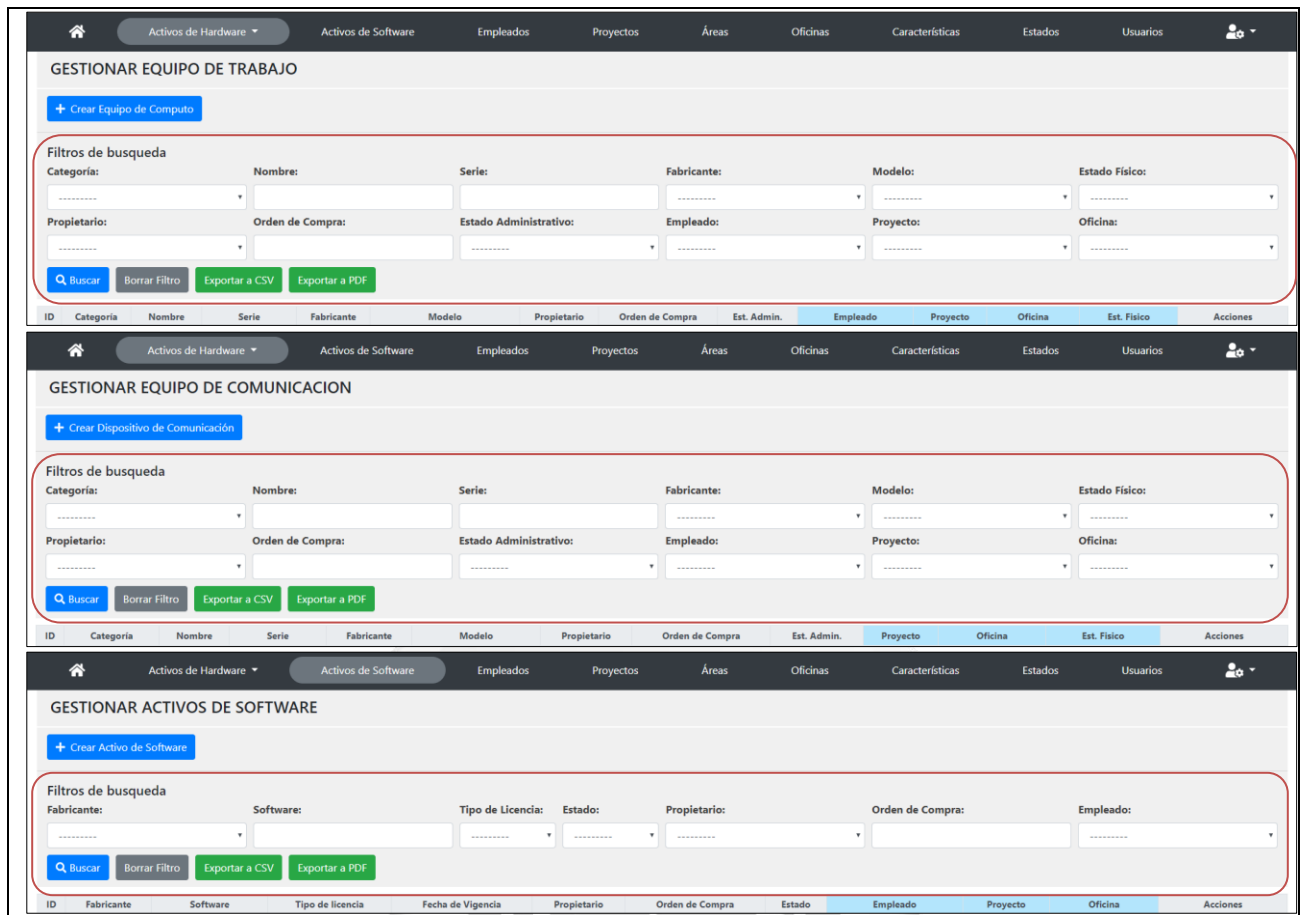 Activos de Hardware Activos de Software Empleados Proyectos Áreas Oficinas Características Estados Usuarios
GESTIONAR EQUIPO DE TRABAJO
+ Crear Equipo de Computo
Filtros de busqueda
Categoría: Nombre: Serie: Fabricante: Modelo: Estado Físico:
--------- --------- --------- ---------
Propietario: Orden de Compra: Estado Administrativo: Empleado: Proyecto: Oficina:
--------- --------- --------- --------- ---------
Buscar Borrar Filtro Exportar a CSV Exportar a PDF
ID Categoría Nombre Serie Fabricante Modelo Propietario Orden de Compra Est. Admin. Empleado Proyecto Oficina Est. Fisico Acciones
Activos de Hardware Activos de Software Empleados Proyectos Áreas Oficinas Características Estados Usuarios
GESTIONAR EQUIPO DE COMUNICACION
+ Crear Dispositivo de Comunicación
Filtros de busqueda
Categoría: Nombre: Serie: Fabricante: Modelo: Estado Físico:
--------- --------- --------- ---------
Propietario: Orden de Compra: Estado Administrativo: Empleado: Proyecto: Oficina:
--------- --------- --------- --------- ---------
Buscar Borrar Filtro Exportar a CSV Exportar a PDF
ID Categoria Nombre Serie Fabricante Modelo Propietario Orden de Compra Est. Admin. Proyecto Oficina Est. Fisico Acciones
Activos de Hardware Activos de Software Empleados Proyectos Áreas Oficinas Características Estados Usuarios
GESTIONAR ACTIVOS DE SOFTWARE
+ Crear Activo de Software
Filtros de busqueda
Fabricante: Software: Tipo de Licencia: Estado: Propietario: Orden de Compra: Empleado:
--------- --------- --------- --------- ---------
Buscar Borrar Filtro Exportar a CSV Exportar a PDF
ID Fabricante Software Tipo de licencia Fecha de Vigencia Propietario Orden de Compra Estado Empleado Proyecto Oficina Acciones